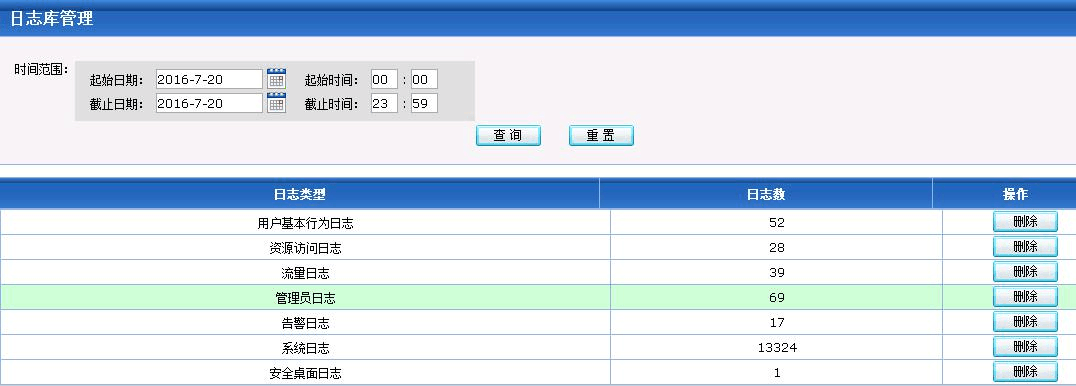 日志库管理
时间范围：
起始日期： 2016-7-20 起始时间： 00 : 00
截止日期： 2016-7-20 截止时间： 23 : 59
查 询 重 置
日志类型 日志数 操作
用户基本行为日志 52 删除
资源访问日志 28 删除
流量日志 39 删除
管理员日志 69 删除
告警日志 17 删除
系统日志 13324 删除
安全桌面日志 1 删除